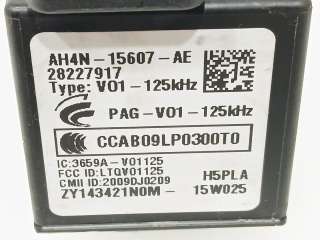 AH4N-15607-AE
28227917
Type: V01-125kHz
PAG-V01-125kHz
CCAB09LP0300T0
IC:3659A-V01125
FCC ID:LTQV01125
CMII ID:2009DJ0209
H5PLA
ZY143421N0M- 15W025